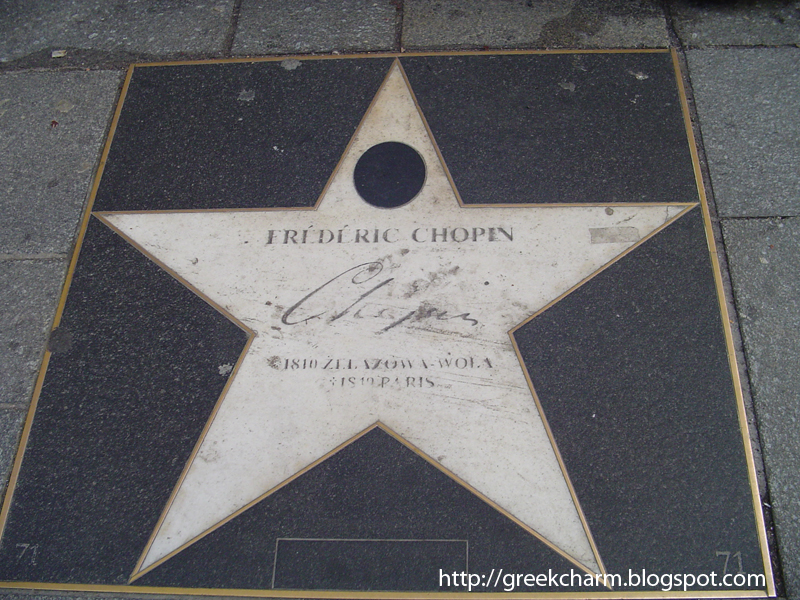 FRÉDÉRIC CHOPIN
Chopin
*1810 ŻELAZOWA-WOLA
†1849 PARIS
71 71
http://greekcharm.blogspot.com